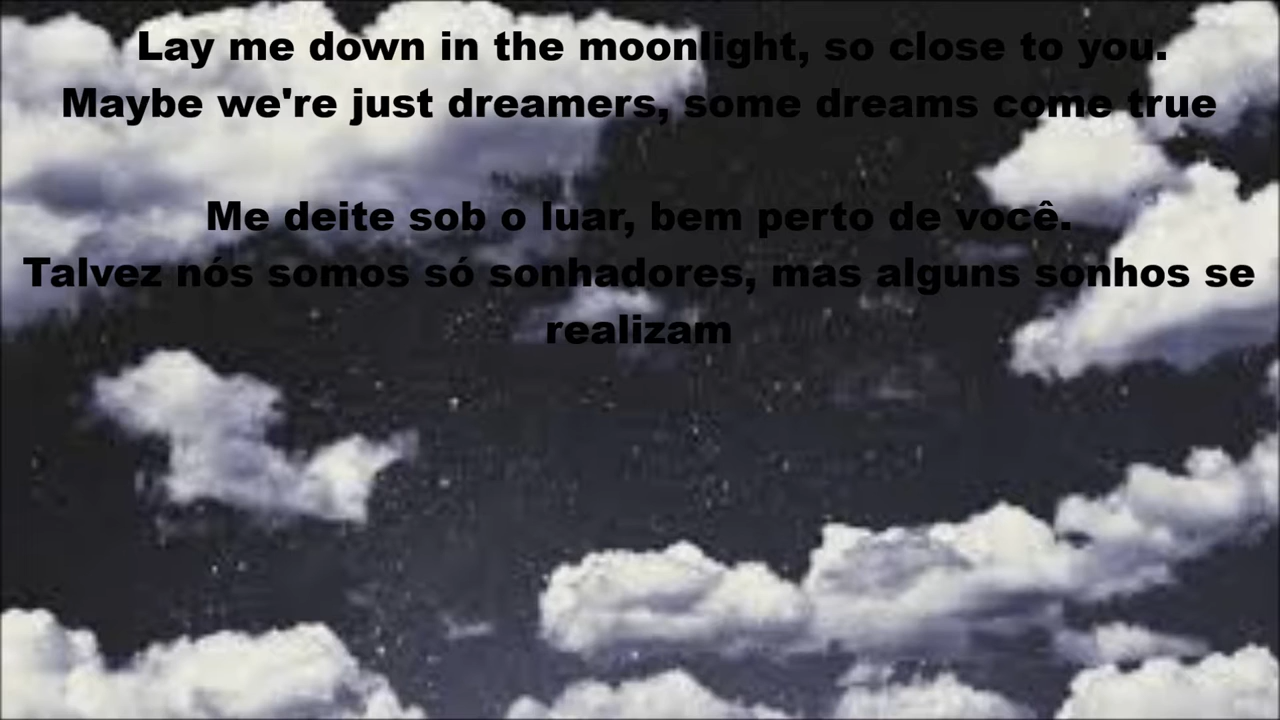 Lay me down in the moonlight, so close to you.
Maybe we're just dreamers, some dreams come true
Me deite sob o luar, bem perto de você.
Talvez nós somos só sonhadores, mas alguns sonhos se
realizam